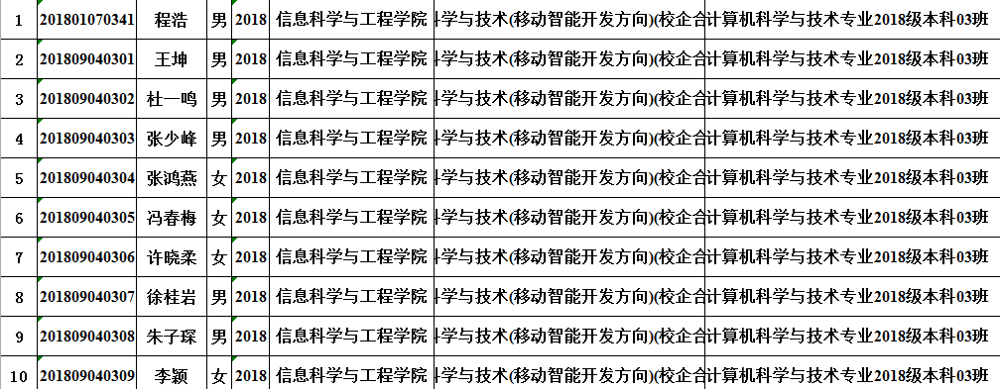 1 201801070341 程浩 男 2018 信息科学与工程学院 科学与技术(移动智能开发方向)(校企合 计算机科学与技术专业2018级本科03班
2 201809040301 王坤 男 2018 信息科学与工程学院 科学与技术(移动智能开发方向)(校企合 计算机科学与技术专业2018级本科03班
3 201809040302 杜一鸣 男 2018 信息科学与工程学院 科学与技术(移动智能开发方向)(校企合 计算机科学与技术专业2018级本科03班
4 201809040303 张少峰 男 2018 信息科学与工程学院 科学与技术(移动智能开发方向)(校企合 计算机科学与技术专业2018级本科03班
5 201809040304 张鸿燕 女 2018 信息科学与工程学院 科学与技术(移动智能开发方向)(校企合 计算机科学与技术专业2018级本科03班
6 201809040305 冯春梅 女 2018 信息科学与工程学院 科学与技术(移动智能开发方向)(校企合 计算机科学与技术专业2018级本科03班
7 201809040306 许晓柔 女 2018 信息科学与工程学院 科学与技术(移动智能开发方向)(校企合 计算机科学与技术专业2018级本科03班
8 201809040307 徐桂岩 男 2018 信息科学与工程学院 科学与技术(移动智能开发方向)(校企合 计算机科学与技术专业2018级本科03班
9 201809040308 朱子琛 男 2018 信息科学与工程学院 科学与技术(移动智能开发方向)(校企合 计算机科学与技术专业2018级本科03班
10 201809040309 李颖 女 2018 信息科学与工程学院 科学与技术(移动智能开发方向)(校企合 计算机科学与技术专业2018级本科03班